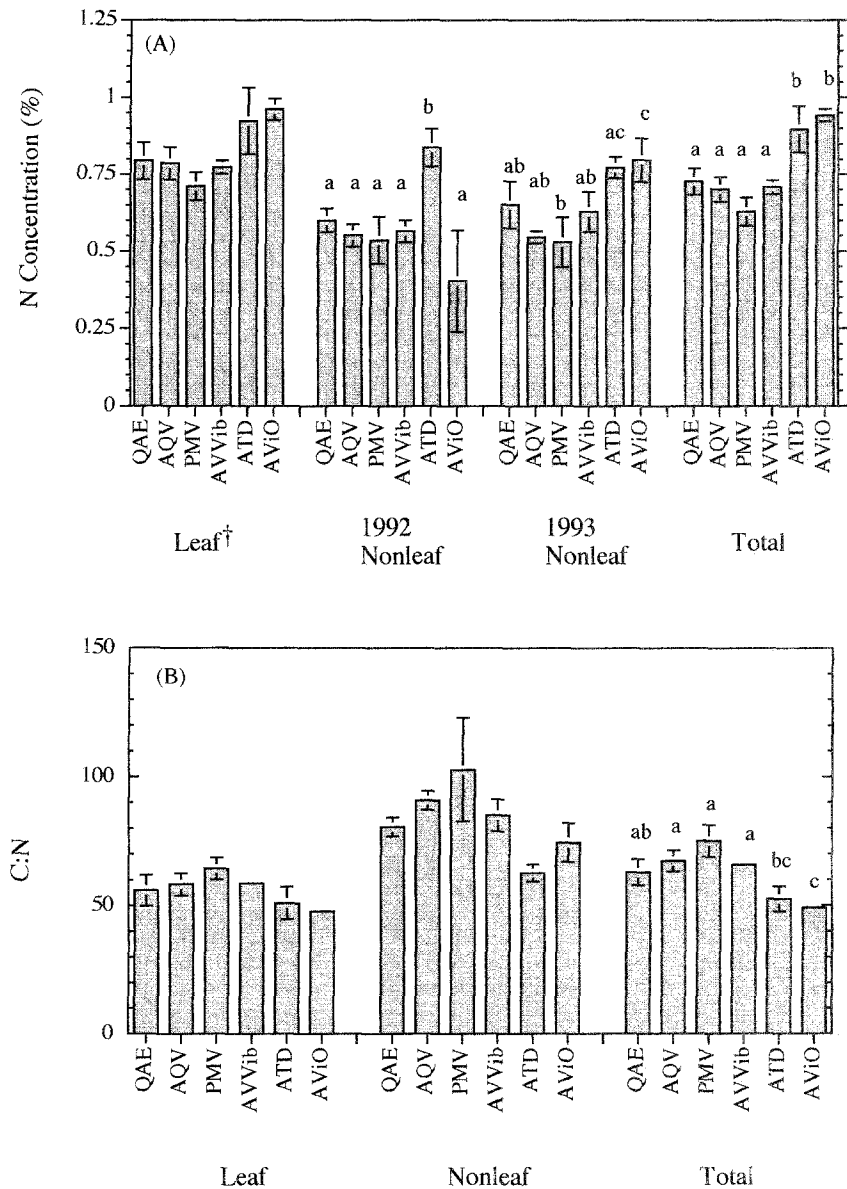 1.25
(A)
1
0.75
0.5
0.25
0
N Concentration (%)
a a a a b a
ab ab b ab ac c
a a a a b b
QAE AQV PMV AVVib ATD AViO
QAE AQV PMV AVVib ATD AViO
QAE AQV PMV AVVib ATD AViO
QAE AQV PMV AVVib ATD AViO
Leaf†
1992
Nonleaf
1993
Nonleaf
Total
150
(B)
100
50
0
C:N
ab a a a bc c
QAE AQV PMV AVVib ATD AViO
QAE AQV PMV AVVib ATD AViO
QAE AQV PMV AVVib ATD AViO
Leaf
Nonleaf
Total